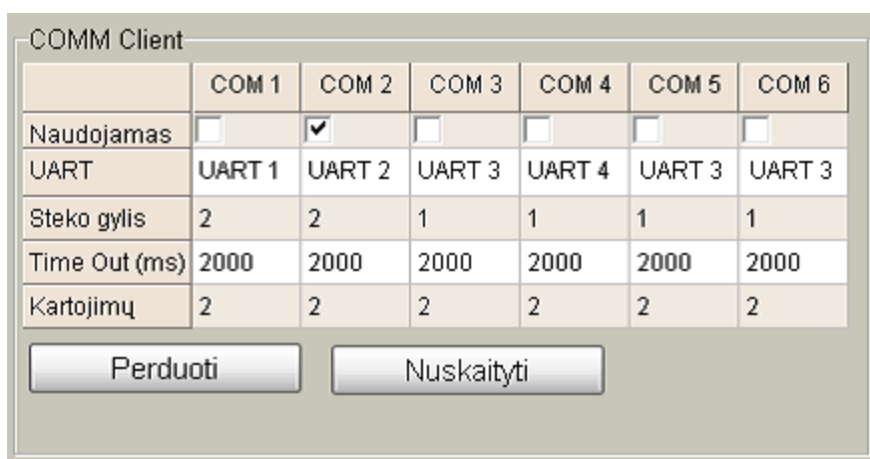 COMM Client
COM 1 COM 2 COM 3 COM 4 COM 5 COM 6
Naudojamas
UART UART 1 UART 2 UART 3 UART 4 UART 3 UART 3
Steko gylis 2 2 1 1 1 1
Time Out (ms) 2000 2000 2000 2000 2000 2000
Kartojimų 2 2 2 2 2 2
Perduoti Nuskaityti